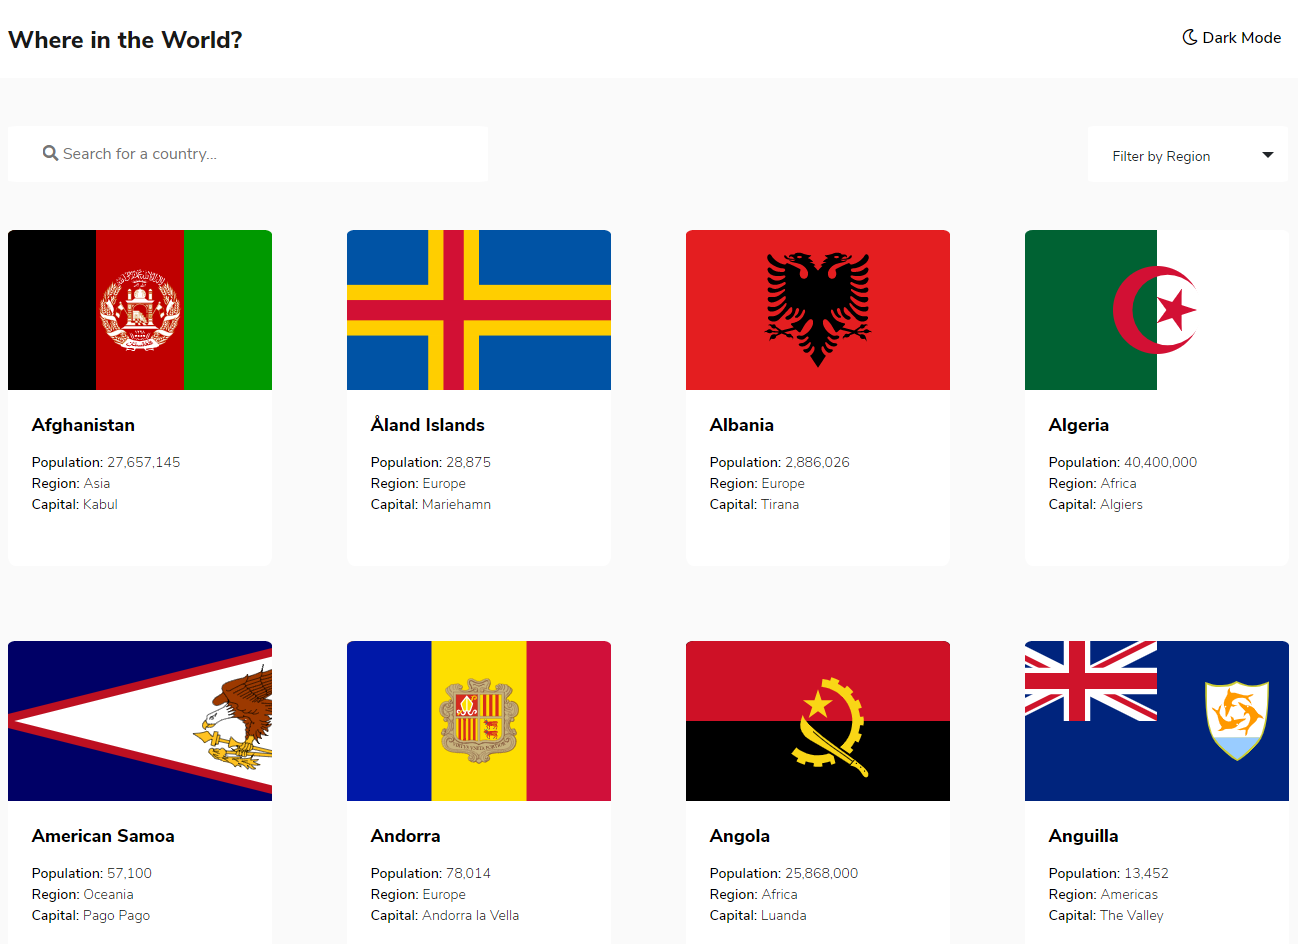 Where in the World?
Dark Mode
Search for a country...
Filter by Region
Afghanistan
Population: 27,657,145
Region: Asia
Capital: Kabul
Åland Islands
Population: 28,875
Region: Europe
Capital: Mariehamn
Albania
Population: 2,886,026
Region: Europe
Capital: Tirana
Algeria
Population: 40,400,000
Region: Africa
Capital: Algiers
American Samoa
Population: 57,100
Region: Oceania
Capital: Pago Pago
Andorra
Population: 78,014
Region: Europe
Capital: Andorra la Vella
Angola
Population: 25,868,000
Region: Africa
Capital: Luanda
Anguilla
Population: 13,452
Region: Americas
Capital: The Valley